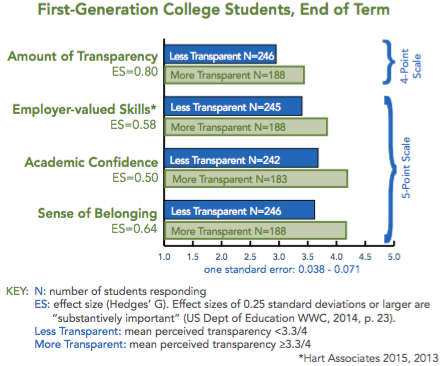 First-Generation College Students, End of Term
Amount of Transparency
ES=0.80
Less Transparent N=246
More Transparent N=188
4-Point
Scale
Employer-valued Skills*
ES=0.58
Less Transparent N=245
More Transparent N=188
Academic Confidence
ES=0.50
Less Transparent N=242
More Transparent N=183
5-Point Scale
Sense of Belonging
ES=0.64
Less Transparent N=246
More Transparent N=188
1.0 1.5 2.0 2.5 3.0 3.5 4.0 4.5 5.0
one standard error: 0.038 - 0.071
KEY: N: number of students responding
ES: effect size (Hedges' G). Effect sizes of 0.25 standard deviations or larger are
"substantively important" (US Dept of Education WWC, 2014, p. 23).
Less Transparent: mean perceived transparency <3.3/4
More Transparent: mean perceived transparency ≥3.3/4
*Hart Associates 2015, 2013